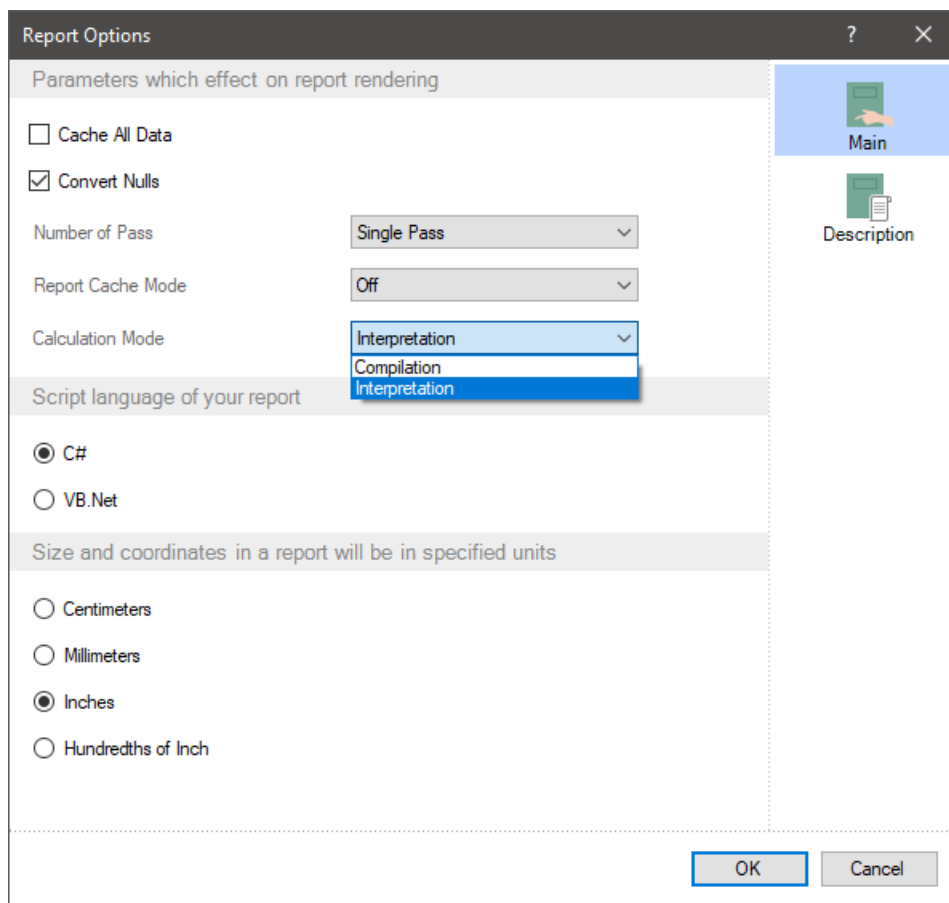 Report Options
?
Parameters which effect on report rendering
Cache All Data
Convert Nulls
Number of Pass
Single Pass
Report Cache Mode
Off
Calculation Mode
Interpretation
Compilation
Interpretation
Script language of your report
C#
VB.Net
Size and coordinates in a report will be in specified units
Centimeters
Millimeters
Inches
Hundredths of Inch
Main
Description
OK
Cancel